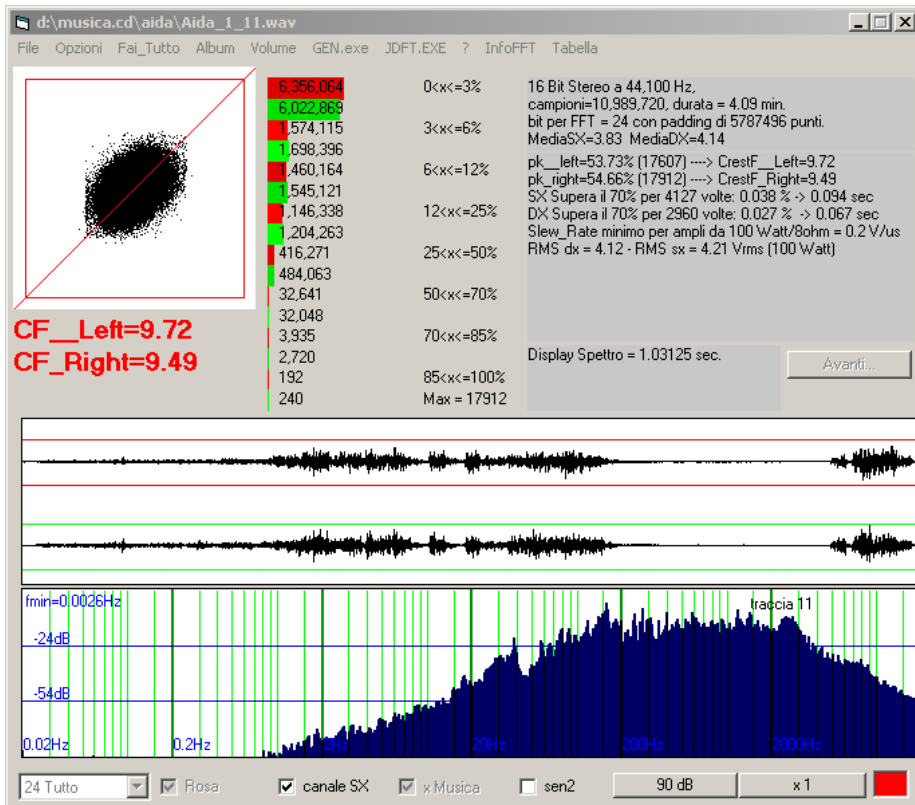 d:\musica.cd\aida\Aida_1_11.wav
File Opzioni Fai_Tutto Album Volume GEN.exe JDFT.EXE ? InfoFFT Tabella
6,356,064 0<x<=3%
6,022,869
1,574,115 3<x<=6%
1,698,396
1,460,164 6<x<=12%
1,545,121
1,146,338 12<x<=25%
1,204,263
416,271 25<x<=50%
484,063
32,641 50<x<=70%
32,048
3,935 70<x<=85%
2,720
192 85<x<=100%
240 Max = 17912
CF__Left=9.72
CF_Right=9.49
16 Bit Stereo a 44,100 Hz,
campioni=10,989,720, durata = 4.09 min.
bit per FFT = 24 con padding di 5787496 punti.
MediaSX=3.83 MediaDX=4.14
pk__left=53.73% (17607) ----> CrestF__Left=9.72
pk_right=54.66% (17912) ----> CrestF_Right=9.49
SX Supera il 70% per 4127 volte: 0.038 % -> 0.094 sec
DX Supera il 70% per 2960 volte: 0.027 % -> 0.067 sec
Slew_Rate minimo per ampli da 100 Watt/8ohm = 0.2 V/us
RMS dx = 4.12 - RMS sx = 4.21 Vrms (100 Watt)
Display Spettro = 1.03125 sec.
Avanti...
fmin=0.0026Hz
traccia 11
-24dB
-54dB
0.02Hz 0.2Hz 2Hz 20Hz 200Hz 2000Hz
24 Tutto Rosa canale SX x Musica sen2 90 dB x 1